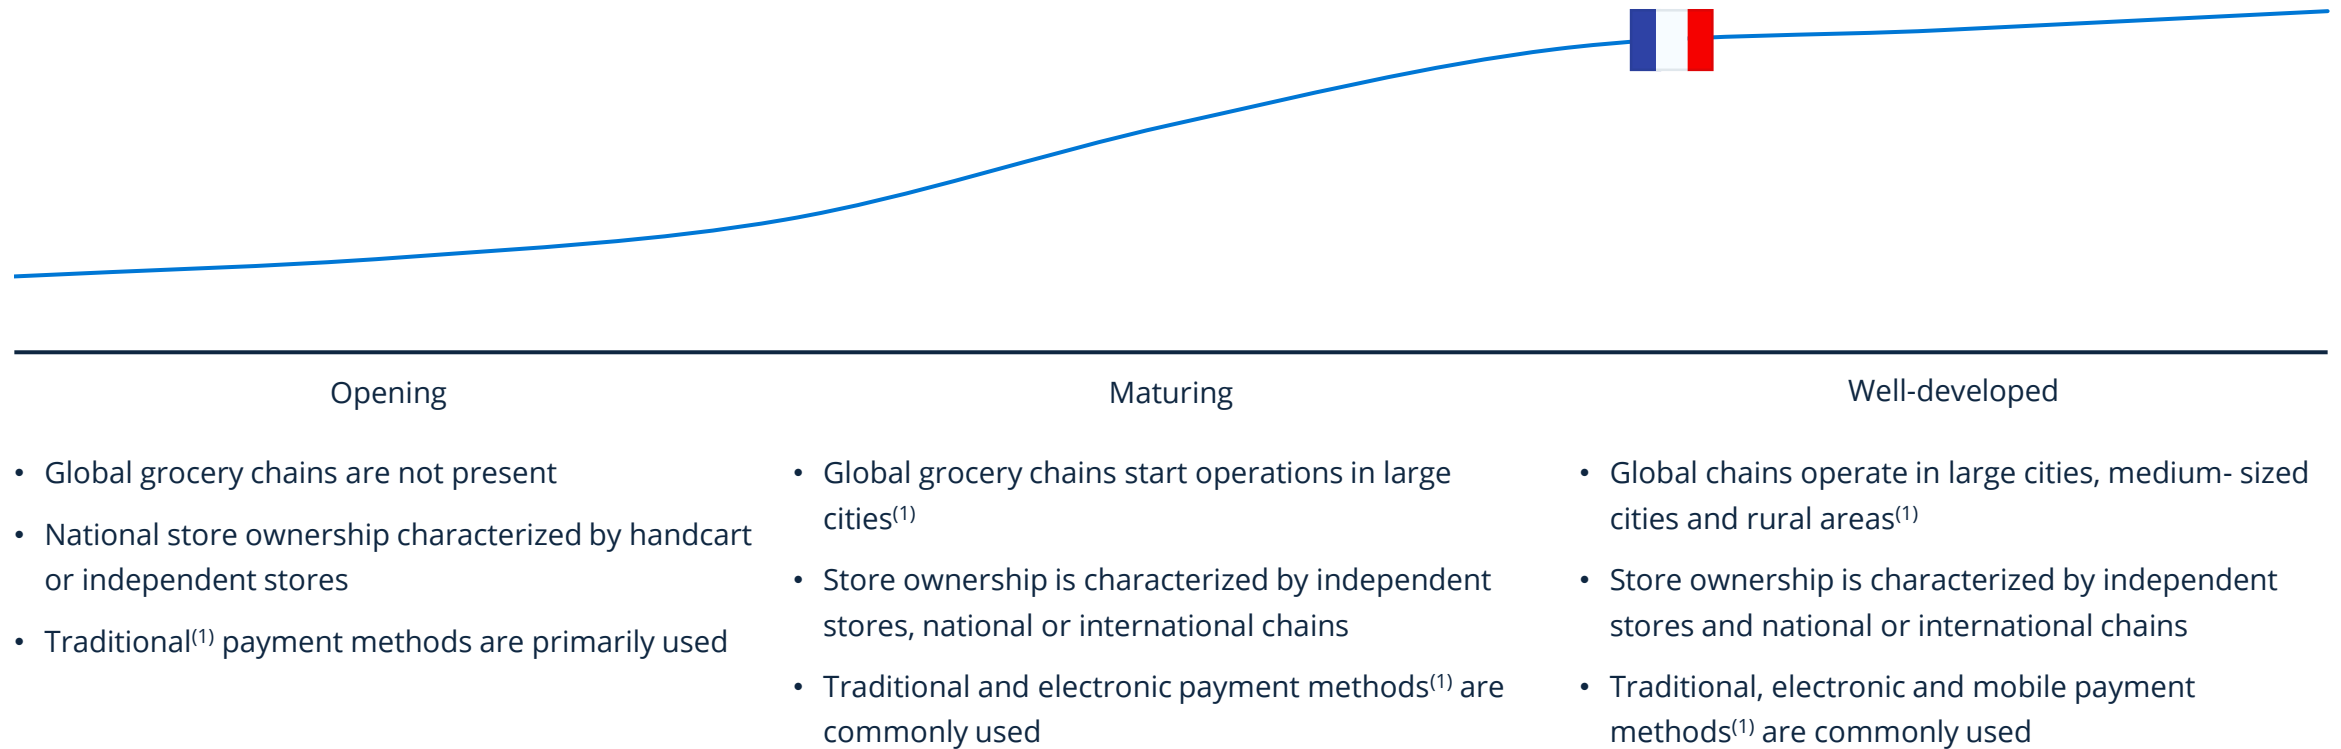 Opening
• Global grocery chains are not present
• National store ownership characterized by handcart
or independent stores
• Traditional(1) payment methods are primarily used
Maturing
• Global grocery chains start operations in large
cities(1)
• Store ownership is characterized by independent
stores, national or international chains
• Traditional and electronic payment methods(1) are
commonly used
Well-developed
• Global chains operate in large cities, medium- sized
cities and rural areas(1)
• Store ownership is characterized by independent
stores and national or international chains
• Traditional, electronic and mobile payment
methods(1) are commonly used